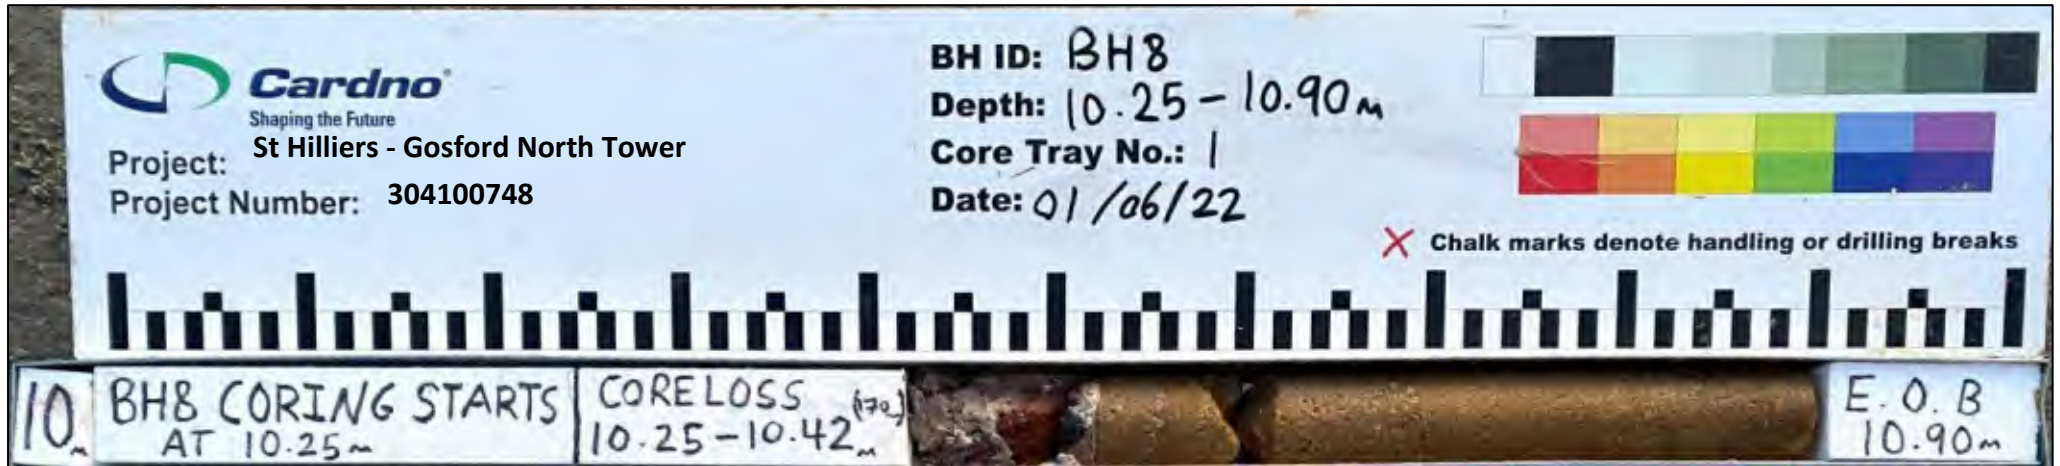 Cardno
Shaping the Future
Project: St Hilliers - Gosford North Tower
Project Number: 304100748
BH ID: BH8
Depth: 10.25 - 10.90m
Core Tray No.: 1
Date: 01/06/22
X Chalk marks denote handling or drilling breaks
10m
BH8 CORING STARTS
AT 10.25m
CORELOSS (170)
10.25-10.42m
E.O.B
10.90m